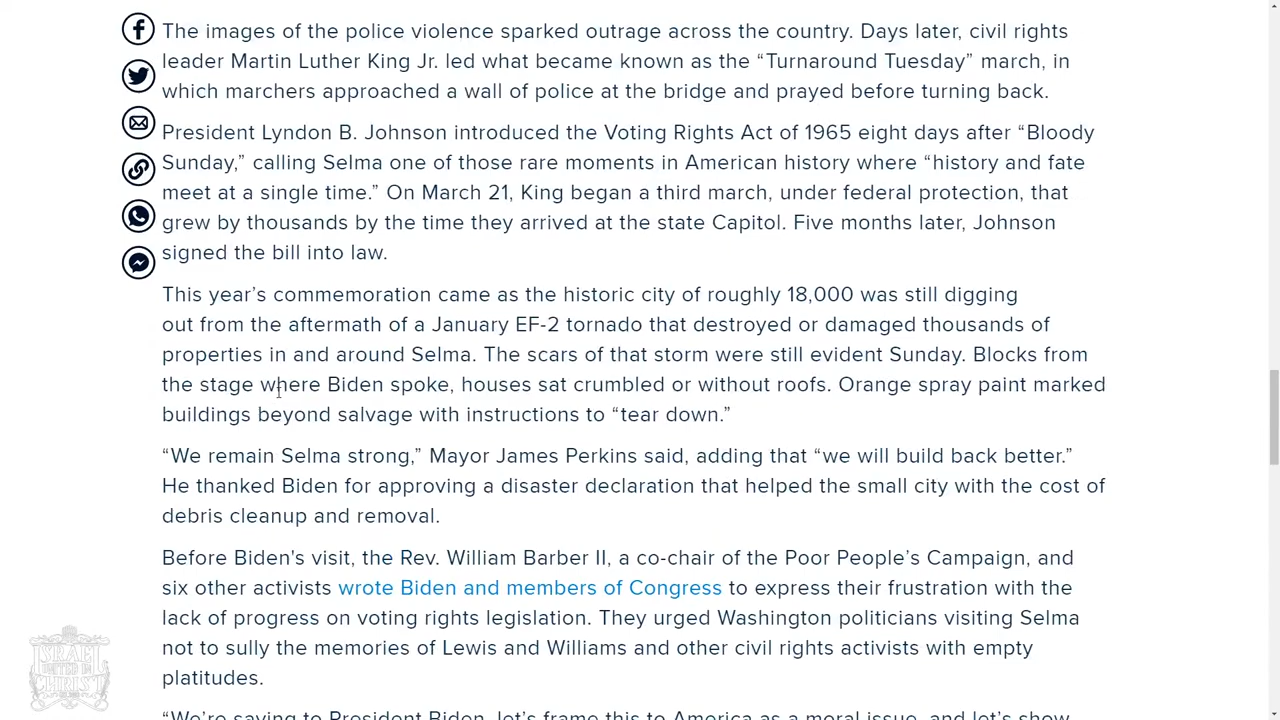 The images of the police violence sparked outrage across the country. Days later, civil rights
leader Martin Luther King Jr. led what became known as the “Turnaround Tuesday” march, in
which marchers approached a wall of police at the bridge and prayed before turning back.
President Lyndon B. Johnson introduced the Voting Rights Act of 1965 eight days after “Bloody
Sunday,” calling Selma one of those rare moments in American history where “history and fate
meet at a single time.” On March 21, King began a third march, under federal protection, that
grew by thousands by the time they arrived at the state Capitol. Five months later, Johnson
signed the bill into law.
This year’s commemoration came as the historic city of roughly 18,000 was still digging
out from the aftermath of a January EF-2 tornado that destroyed or damaged thousands of
properties in and around Selma. The scars of that storm were still evident Sunday. Blocks from
the stage where Biden spoke, houses sat crumbled or without roofs. Orange spray paint marked
buildings beyond salvage with instructions to “tear down.”
“We remain Selma strong,” Mayor James Perkins said, adding that “we will build back better.”
He thanked Biden for approving a disaster declaration that helped the small city with the cost of
debris cleanup and removal.
Before Biden's visit, the Rev. William Barber II, a co-chair of the Poor People’s Campaign, and
six other activists wrote Biden and members of Congress to express their frustration with the
lack of progress on voting rights legislation. They urged Washington politicians visiting Selma
not to sully the memories of Lewis and Williams and other civil rights activists with empty
platitudes.
“We’re saying to President Biden, let’s frame this to America as a moral issue, and let’s show
ISRAEL
UNITED IN
CHRIST